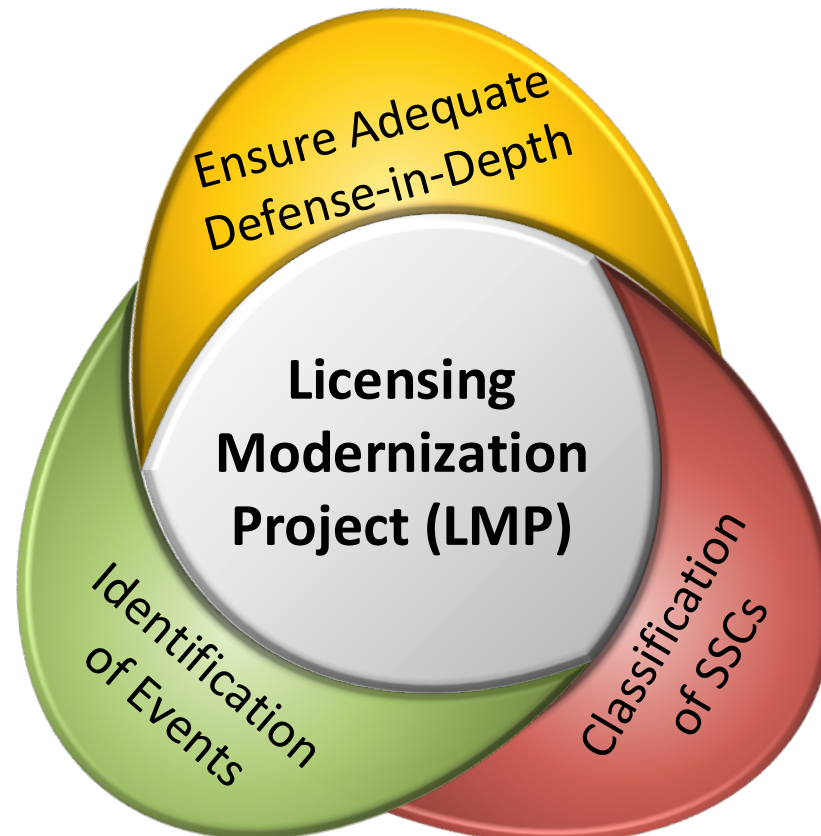 Ensure Adequate
Defense-in-Depth
Licensing
Modernization
Project (LMP)
Identification
of Events
Classification
of SSCs